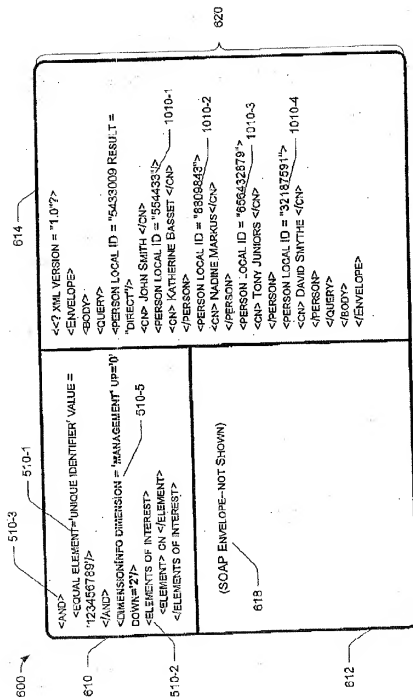 600
510-3
510-1
<AND>
<EQUAL ELEMENT='UNIQUE IDENTIFIER' VALUE =
'123456789'/>
</AND>
<DIMENSIONINFO DIMENSION = 'MANAGEMENT' UP='0'
DOWN='2'/>
510-5
<ELEMENTS OF INTEREST>
<ELEMENT> CN </ELEMENT>
</ELEMENTS OF INTEREST>
610
510-2
614
<<? XML VERSION = "1.0"?>
<ENVELOPE>
<BODY>
<QUERY>
<PERSON LOCAL ID = "5433009 RESULT =
"DIRECT"/>
<CN> JOHN SMITH </CN>
<PERSON LOCAL ID = "554433"/>
<CN> KATHERINE BASSET </CN>
1010-1
</PERSON>
<PERSON LOCAL ID = "8809843">
<CN> NADINE MARKUS</CN>
1010-2
</PERSON>
<PERSON LOCAL ID = "656432679">
<CN> TONY JUNIORS </CN>
1010-3
</PERSON>
<PERSON LOCAL ID = "32187591">
<CN> DAVID SMYTHE </CN>
1010-4
</PERSON>
</QUERY>
</BODY>
</ENVELOPE>
620
(SOAP ENVELOPE--NOT SHOWN)
618
612